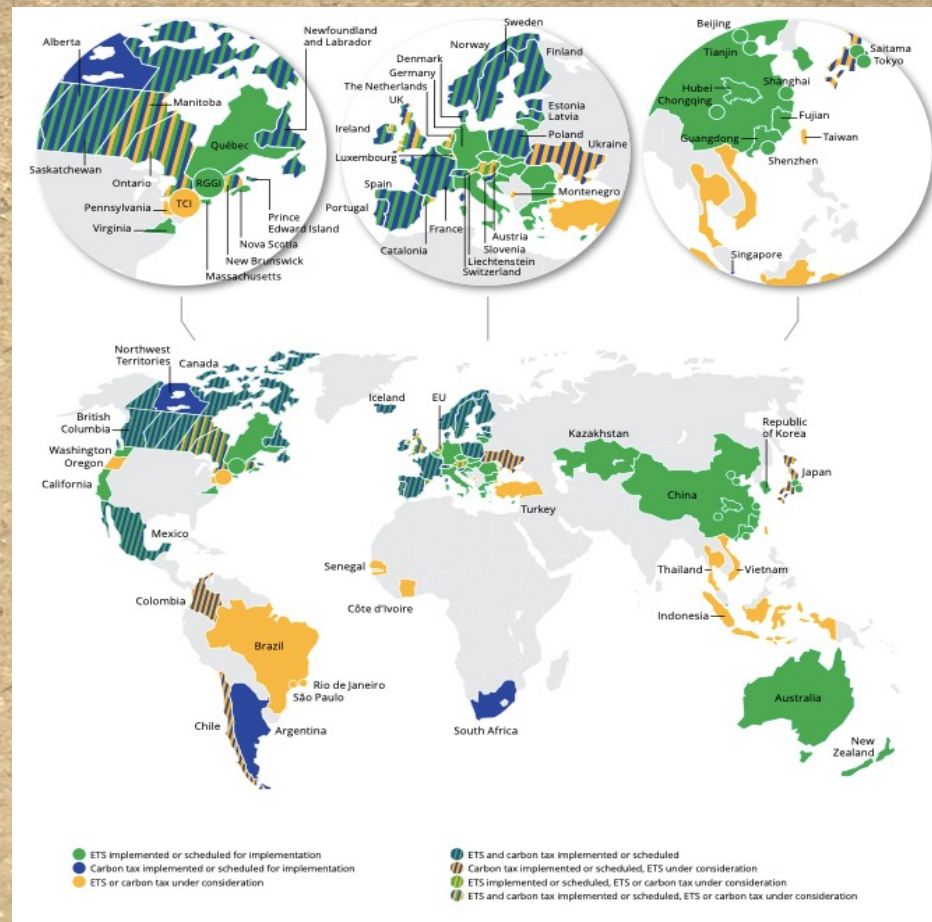 Alberta
Newfoundland
and Labrador
Manitoba
Québec
Saskatchewan
Ontario
RGGI
TCI
Pennsylvania
Virginia
Prince
Edward Island
Nova Scotia
New Brunswick
Massachusetts
Sweden
Norway
Finland
Denmark
Germany
The Netherlands
UK
Ireland
Estonia
Latvia
Poland
Ukraine
Luxembourg
Spain
Portugal
Montenegro
France
Catalonia
Austria
Slovenia
Liechtenstein
Switzerland
Beijing
Tianjin
Saitama
Tokyo
Shanghai
Hubei
Chongqing
Fujian
Guangdong
Taiwan
Shenzhen
Singapore
Northwest
Territories
Canada
British
Columbia
Washington
Oregon
California
Mexico
Iceland
EU
Kazakhstan
Republic
of Korea
Japan
China
Turkey
Senegal
Côte d'Ivoire
Thailand
Vietnam
Indonesia
Colombia
Brazil
Rio de Janeiro
São Paulo
Chile
Argentina
South Africa
Australia
New
Zealand
ETS implemented or scheduled for implementation
Carbon tax implemented or scheduled for implementation
ETS or carbon tax under consideration
ETS and carbon tax implemented or scheduled
Carbon tax implemented or scheduled, ETS under consideration
ETS implemented or scheduled, ETS or carbon tax under consideration
ETS and carbon tax implemented or scheduled, ETS or carbon tax under consideration